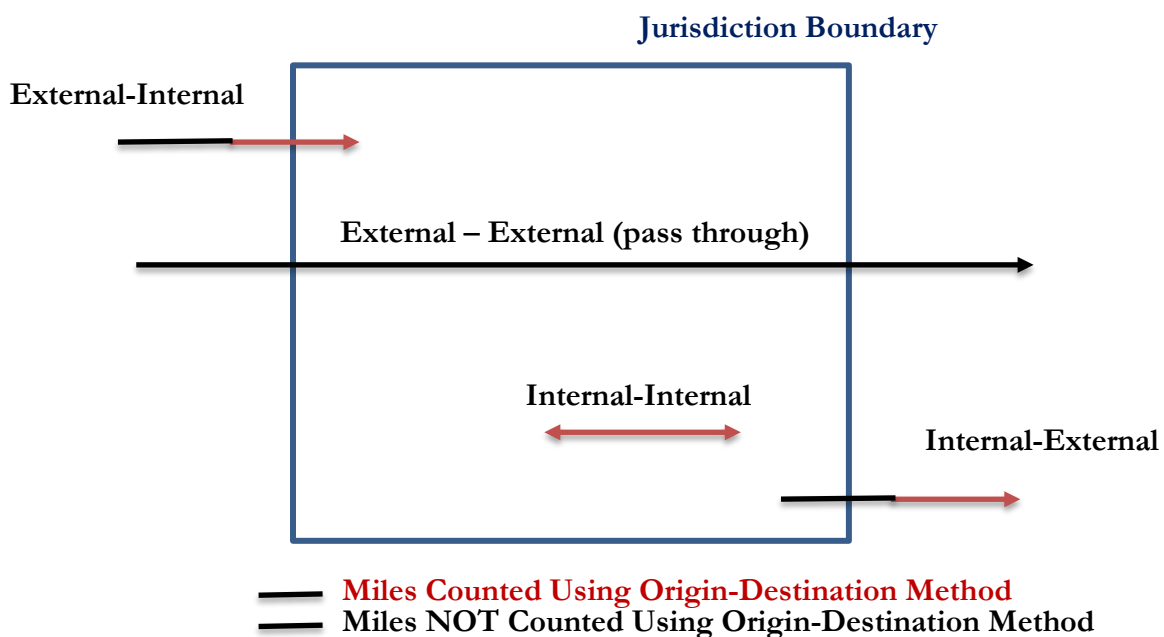 Jurisdiction Boundary
External-Internal
External – External (pass through)
Internal-Internal
Internal-External
Miles Counted Using Origin-Destination Method
Miles NOT Counted Using Origin-Destination Method